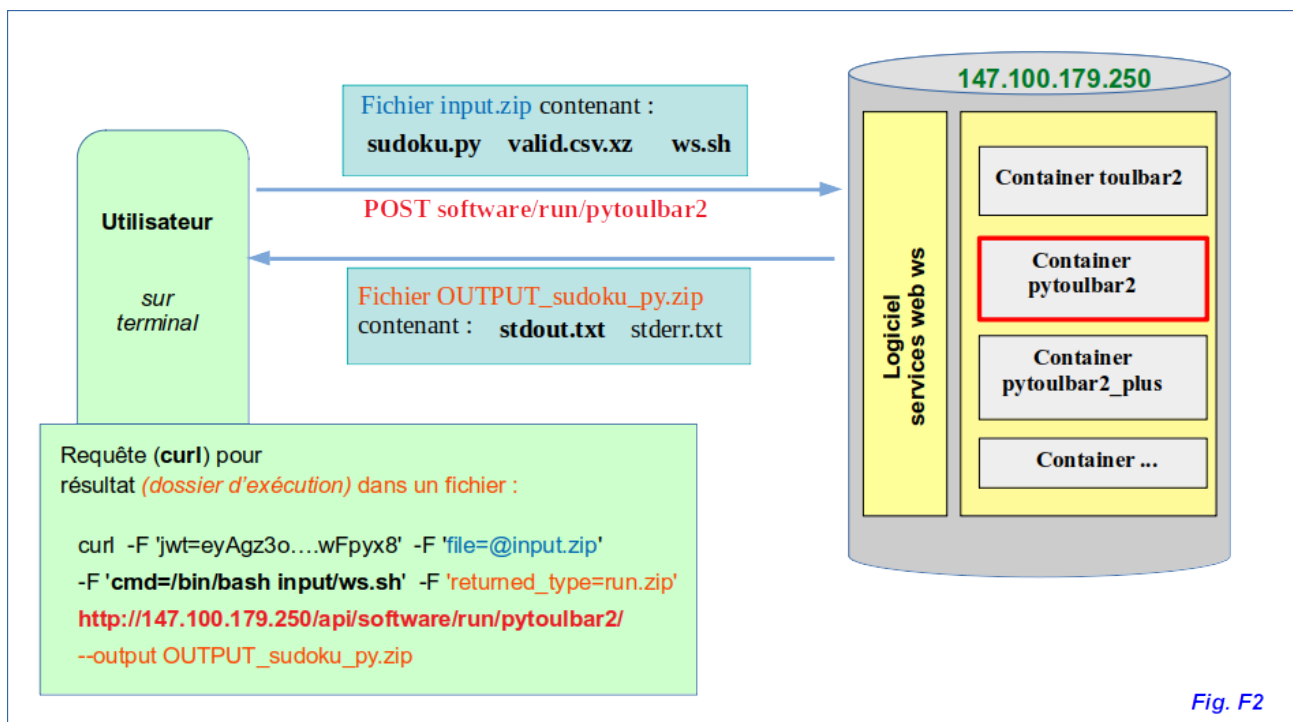 147.100.179.250
Fichier input.zip contenant :
sudoku.py valid.csv.xz ws.sh
POST software/run/pytoulbar2
Fichier OUTPUT_sudoku_py.zip
contenant : stdout.txt stderr.txt
Utilisateur
sur
terminal
Logiciel
services web ws
Container toulbar2
Container
pytoulbar2
Container
pytoulbar2_plus
Container ...
Requête (curl) pour
résultat (dossier d'exécution) dans un fichier :
curl -F 'jwt=eyAgz3o....wFpyx8' -F 'file=@input.zip'
-F 'cmd=/bin/bash input/ws.sh' -F 'returned_type=run.zip'
http://147.100.179.250/api/software/run/pytoulbar2/
--output OUTPUT_sudoku_py.zip
Fig. F2